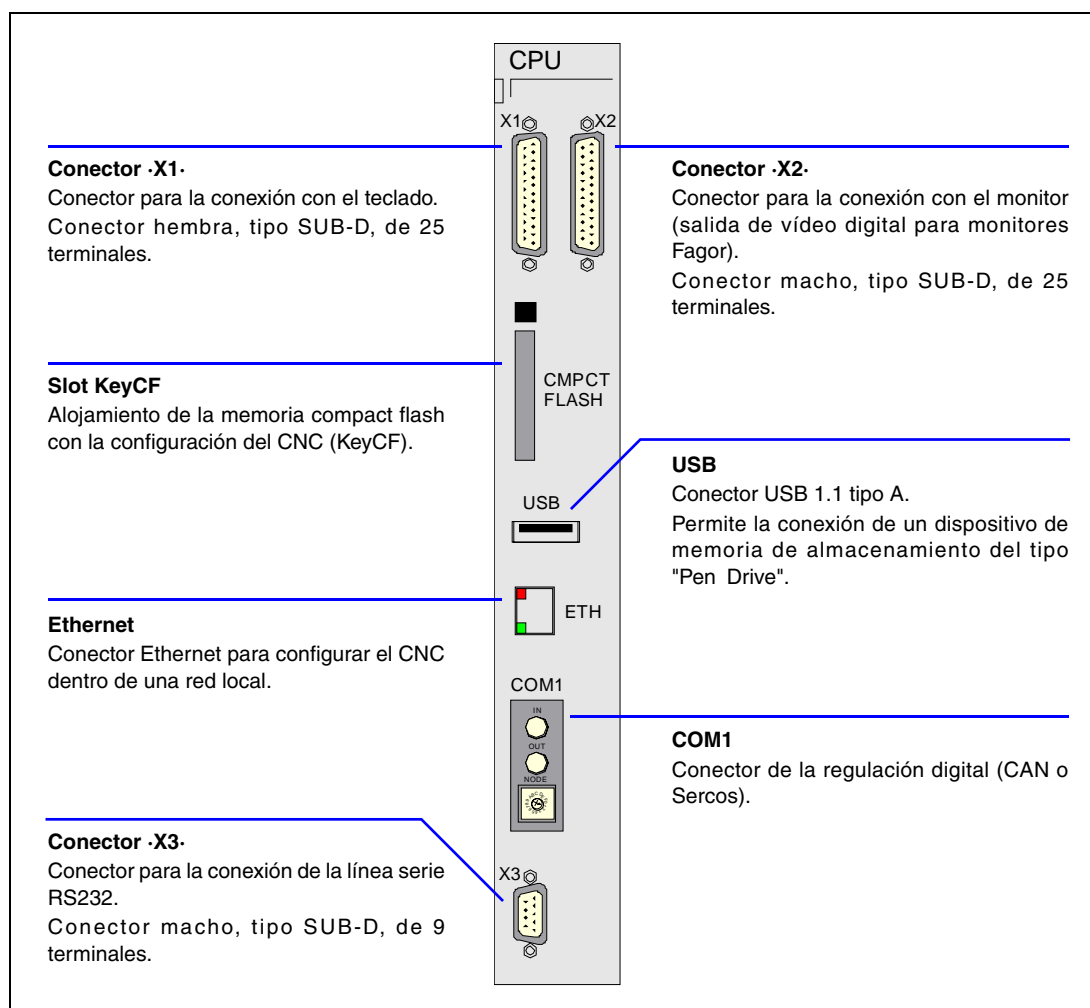 CPU
X1
X2
Conector ·X1·
Conector para la conexión con el teclado.
Conector hembra, tipo SUB-D, de 25
terminales.
Conector ·X2·
Conector para la conexión con el monitor
(salida de vídeo digital para monitores
Fagor).
Conector macho, tipo SUB-D, de 25
terminales.
Slot KeyCF
Alojamiento de la memoria compact flash
con la configuración del CNC (KeyCF).
CMPCT
FLASH
USB
USB
Conector USB 1.1 tipo A.
Permite la conexión de un dispositivo de
memoria de almacenamiento del tipo
"Pen Drive".
Ethernet
Conector Ethernet para configurar el CNC
dentro de una red local.
ETH
COM1
IN
OUT
NODE
COM1
Conector de la regulación digital (CAN o
Sercos).
Conector ·X3·
Conector para la conexión de la línea serie
RS232.
Conector macho, tipo SUB-D, de 9
terminales.
X3